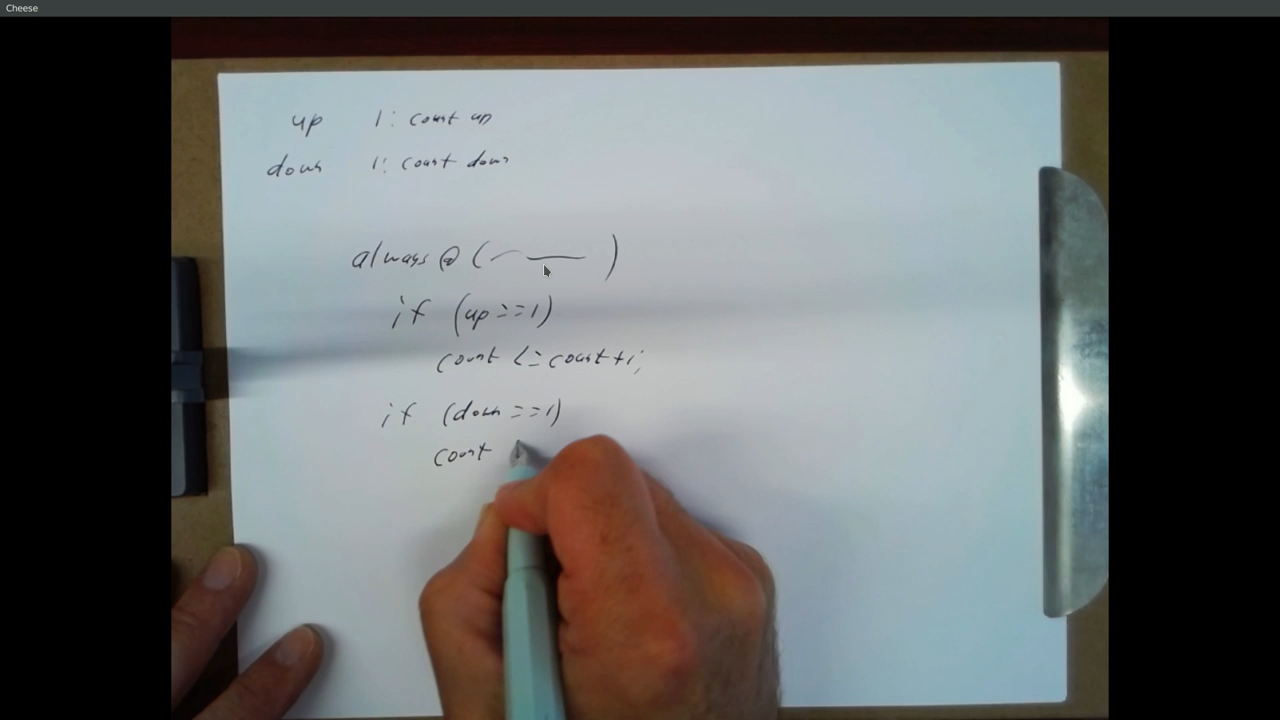 Cheese
up 1: count up
down 1: count down
always @ ( )
if (up == 1)
count <= count+1;
if (down == 1)
count